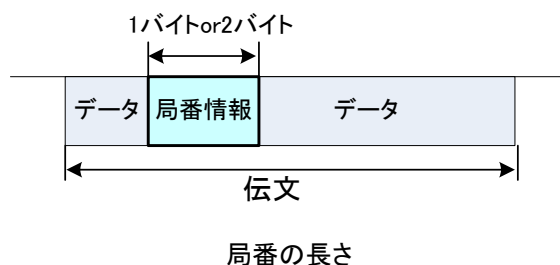 1バイトor2バイト
データ 局番情報 データ
伝文
局番の長さ